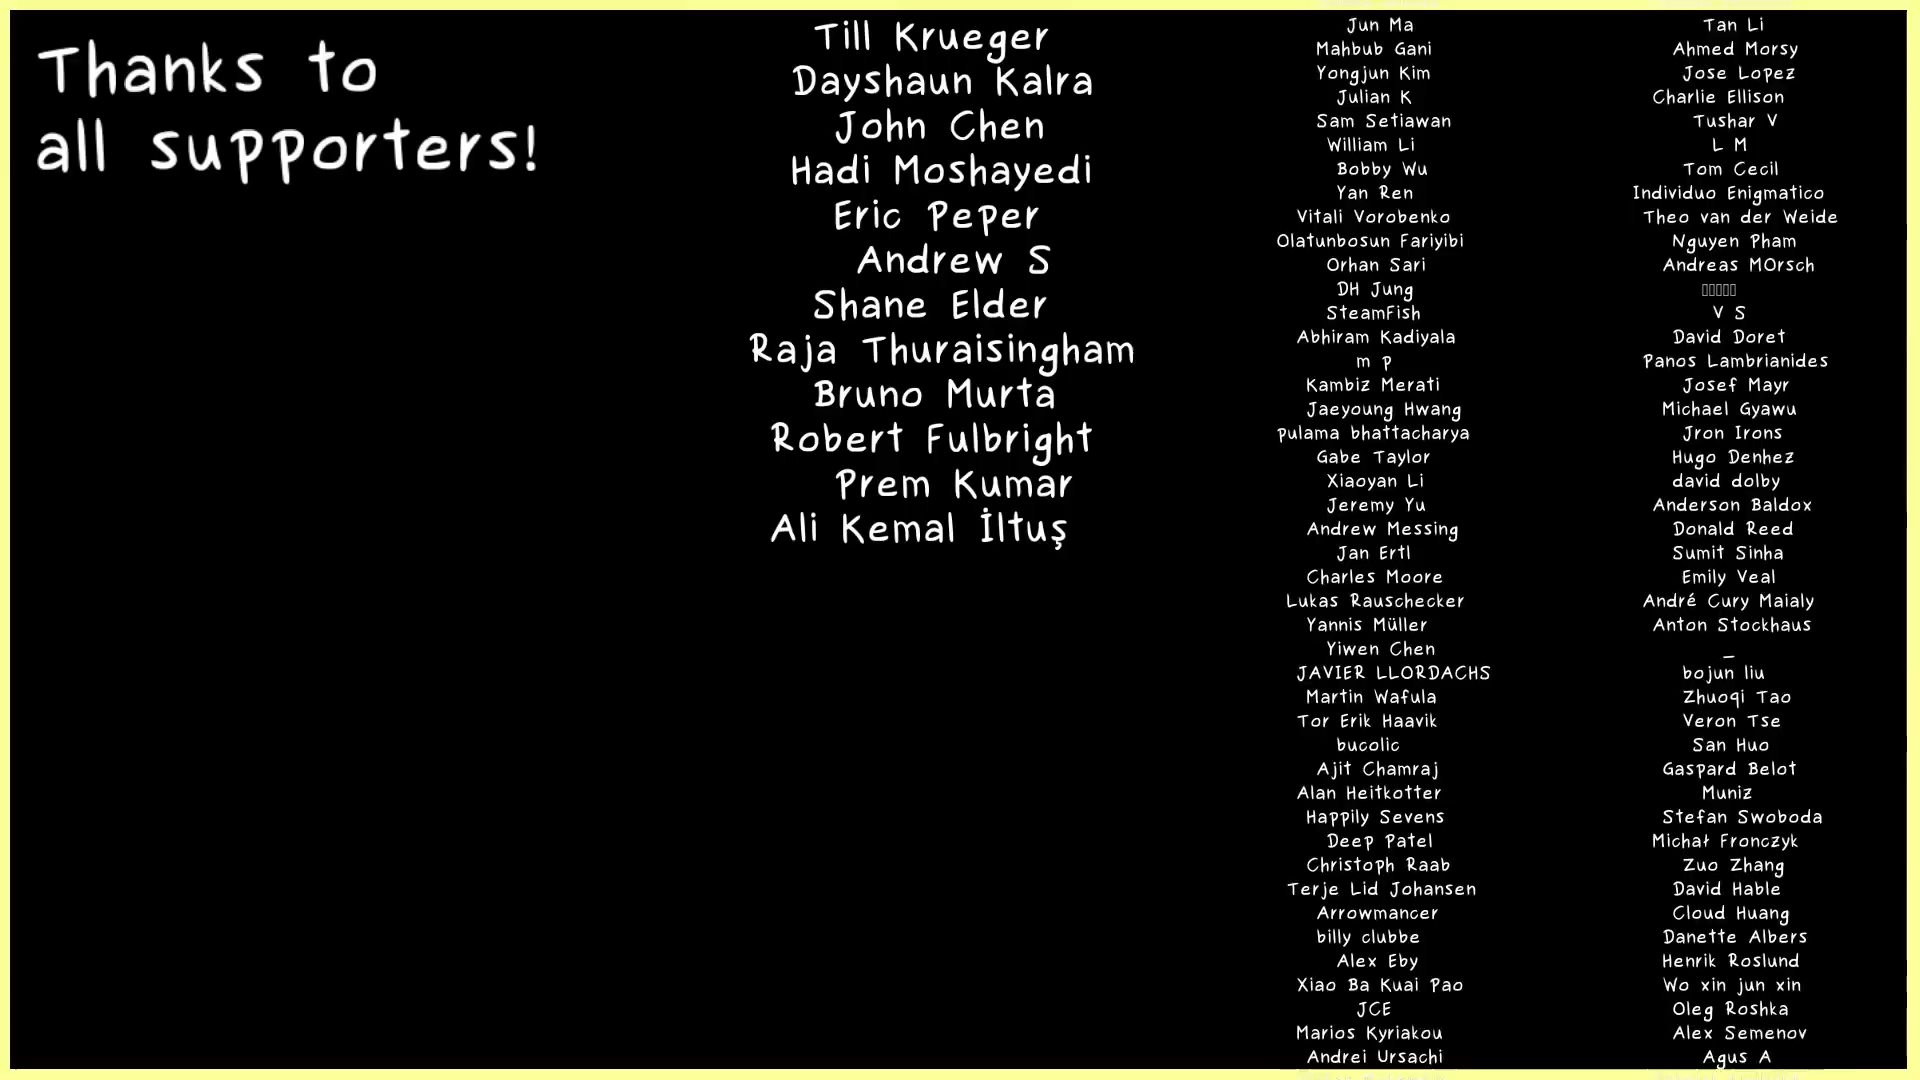 Thanks to
all supporters!
Till Krueger
Dayshaun Kalra
John Chen
Hadi Moshayedi
Eric Peper
Andrew S
Shane Elder
Raja Thuraisingham
Bruno Murta
Robert Fulbright
Prem Kumar
Ali Kemal İltuş
Jun Ma
Mahbub Gani
Yongjun Kim
Julian K
Sam Setiawan
William Li
Bobby Wu
Yan Ren
Vitali Vorobenko
Olatunbosun Fariyibi
Orhan Sari
DH Jung
SteamFish
Abhiram Kadiyala
m p
Kambiz Merati
Jaeyoung Hwang
pulama bhattacharya
Gabe Taylor
Xiaoyan Li
Jeremy Yu
Andrew Messing
Jan Ertl
Charles Moore
Lukas Rauschecker
Yannis Müller
Yiwen Chen
JAVIER LLORDACHS
Martin Wafula
Tor Erik Haavik
bucolic
Ajit Chamraj
Alan Heitkotter
Happily Sevens
Deep Patel
Christoph Raab
Terje Lid Johansen
Arrowmancer
billy clubbe
Alex Eby
Xiao Ba Kuai Pao
JCE
Marios Kyriakou
Andrei Ursachi
Tan Li
Ahmed Morsy
Jose Lopez
Charlie Ellison
Tushar V
L M
Tom Cecil
Individuo Enigmatico
Theo van der Weide
Nguyen Pham
Andreas MOrsch
V S
David Doret
Panos Lambrianides
Josef Mayr
Michael Gyawu
Jron Irons
Hugo Denhez
david dolby
Anderson Baldox
Donald Reed
Sumit Sinha
Emily Veal
André Cury Maialy
Anton Stockhaus
_
bojun liu
Zhuoqi Tao
Veron Tse
San Huo
Gaspard Belot
Muniz
Stefan Swoboda
Michał Fronczyk
Zuo Zhang
David Hable
Cloud Huang
Danette Albers
Henrik Roslund
Wo xin jun xin
Oleg Roshka
Alex Semenov
Agus A